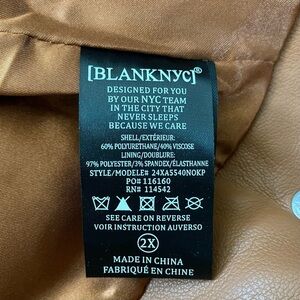 [BLANKNYC]®
DESIGNED FOR YOU
BY OUR NYC TEAM
IN THE CITY THAT
NEVER SLEEPS
BECAUSE WE CARE
SHELL/EXTÉRIEUR:
60% POLYURETHANE/40% VISCOSE
LINING/DOUBLURE:
97% POLYESTER/3% SPANDEX/ÉLASTHANNE
STYLE/MODELE# 24XA5540NOKP
PO# 116160
RN# 114542
SEE CARE ON REVERSE
VOIR INSTRUCTION AUVERSO
2X
MADE IN CHINA
FABRIQUÉ EN CHINE